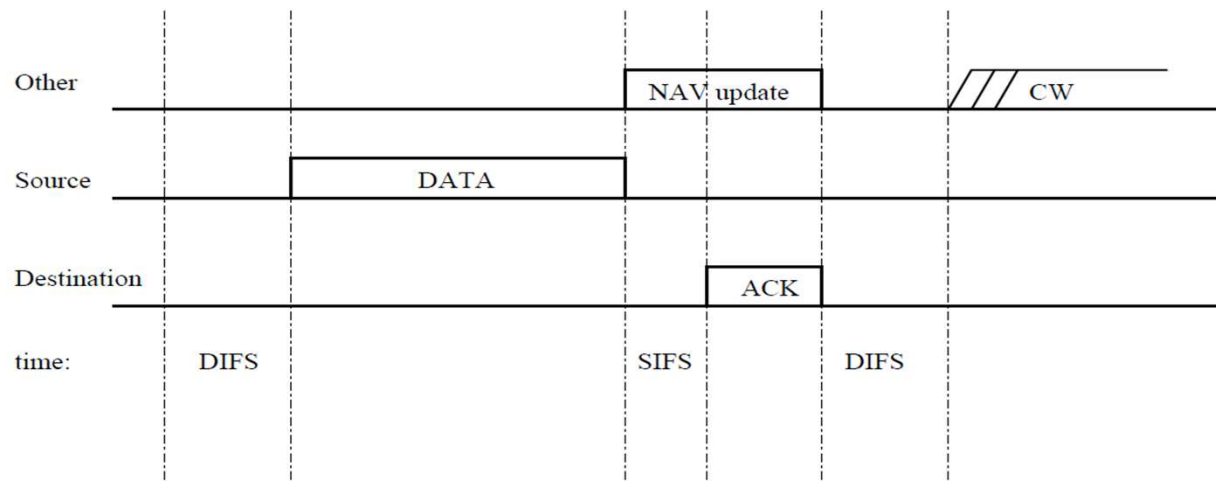 Other NAV update CW
Source DATA
Destination ACK
time: DIFS SIFS DIFS